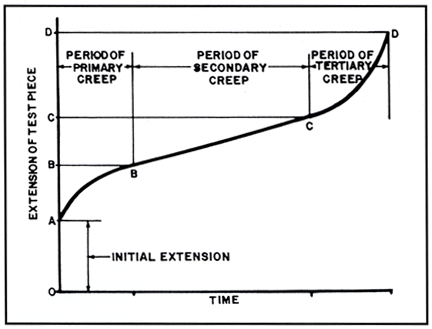 D
PERIOD OF
PRIMARY
CREEP
PERIOD OF
SECONDARY
CREEP
PERIOD OF
TERTIARY
CREEP
D
EXTENSION OF TEST PIECE
C
C
B
B
A
INITIAL EXTENSION
O
TIME